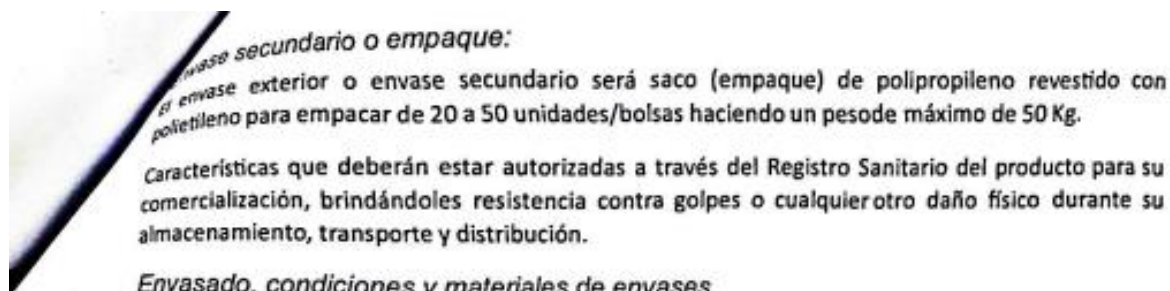 Envase secundario o empaque:
El envase exterior o envase secundario será saco (empaque) de polipropileno revestido con
polietileno para empacar de 20 a 50 unidades/bolsas haciendo un pesode máximo de 50 Kg.
Características que deberán estar autorizadas a través del Registro Sanitario del producto para su
comercialización, brindándoles resistencia contra golpes o cualquier otro daño físico durante su
almacenamiento, transporte y distribución.
Envasado, condiciones y materiales de envases